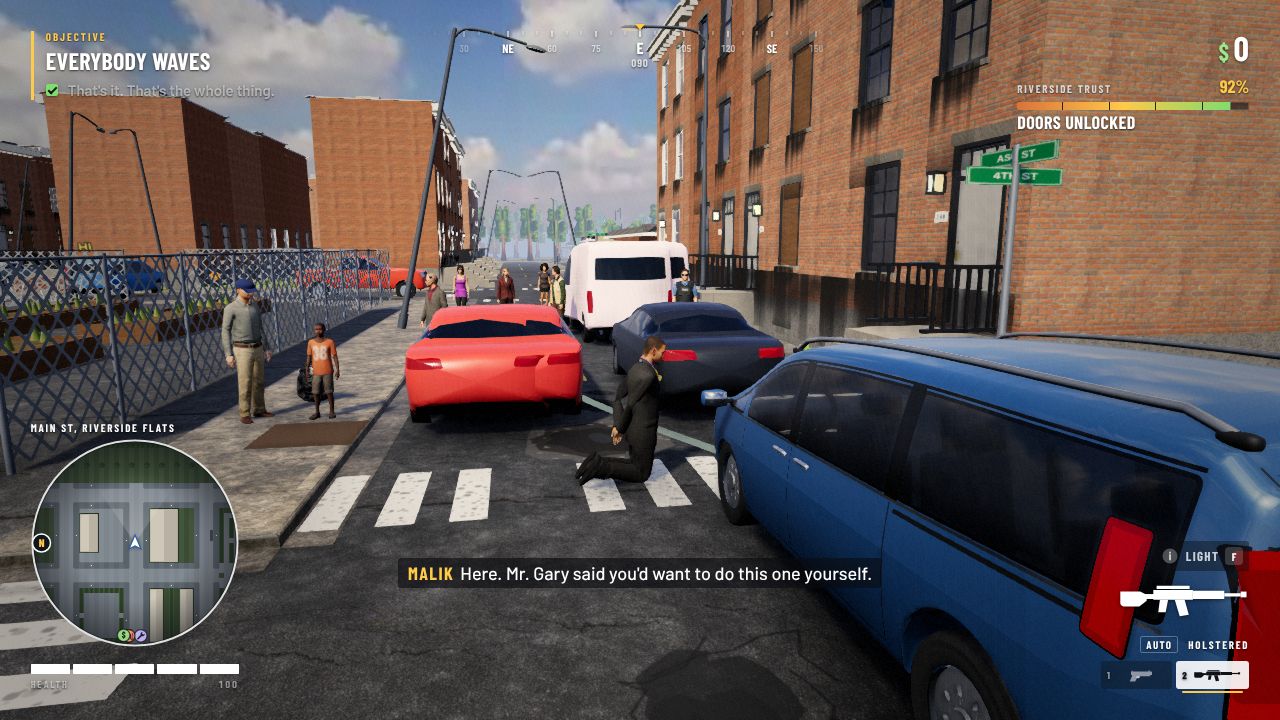 OBJECTIVE
EVERYBODY WAVES
That's it. That's the whole thing.
30 NE 60 75 E 105 120 SE 150
090
$0
RIVERSIDE TRUST 92%
DOORS UNLOCKED
ST
4TH ST
HI
MAIN ST, RIVERSIDE FLATS
N
$
MALIK Here. Mr. Gary said you'd want to do this one yourself.
i LIGHT F
AUTO HOLSTERED
1 2
HEALTH 100